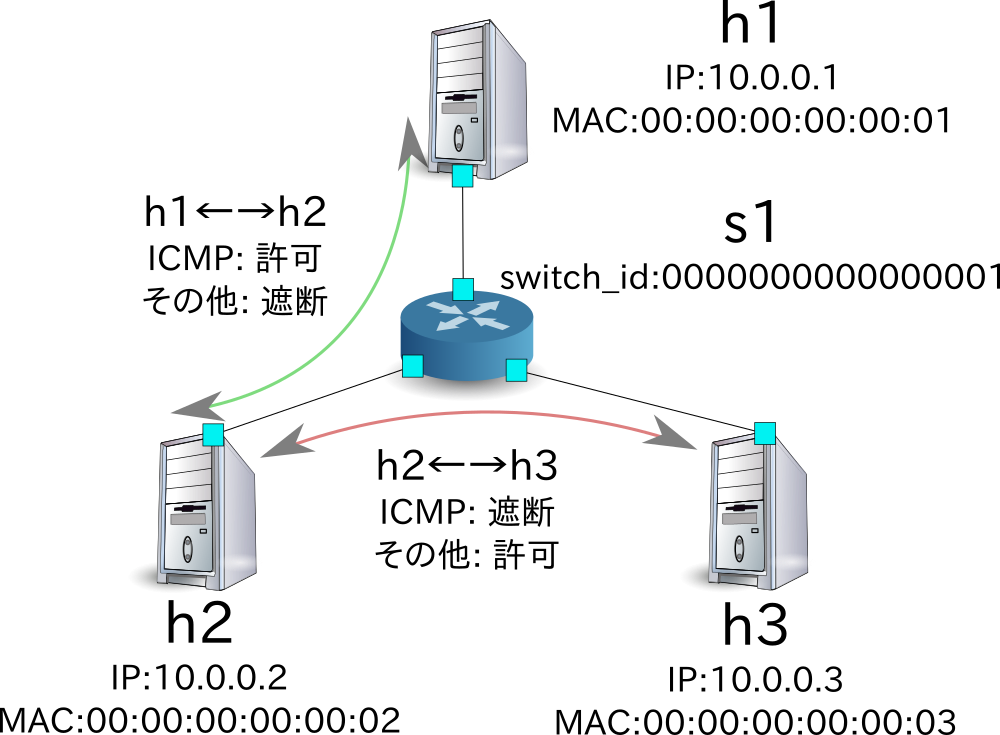 h1
IP:10.0.0.1
MAC:00:00:00:00:00:01
h1←→h2
ICMP: 許可
その他: 遮断
s1
switch_id:0000000000000001
h2←→h3
ICMP: 遮断
その他: 許可
h2
IP:10.0.0.2
MAC:00:00:00:00:00:02
h3
IP:10.0.0.3
MAC:00:00:00:00:00:03